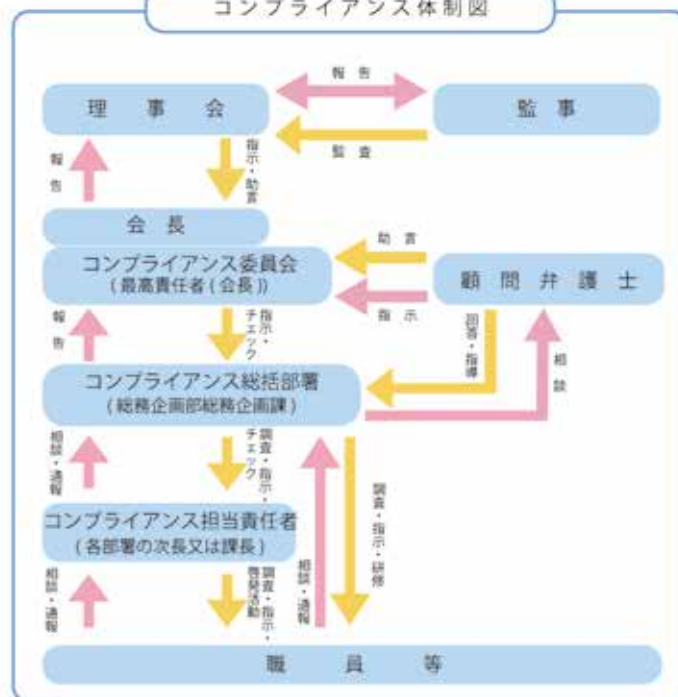 コンプライアンス体制図
報告
理事会
監事
監査
報告
指示・助言
会長
コンプライアンス委員会
(最高責任者(会長))
助言
指示
顧問弁護士
報告
指示・
チェック
回答・指導
相談
コンプライアンス総括部署
(総務企画部総務企画課)
相談・通報
調査・指示・
チェック
コンプライアンス担当責任者
(各部署の次長又は課長)
相談・通報
調査・指示・
啓発活動
相談・通報
調査・指示・研修
職員等